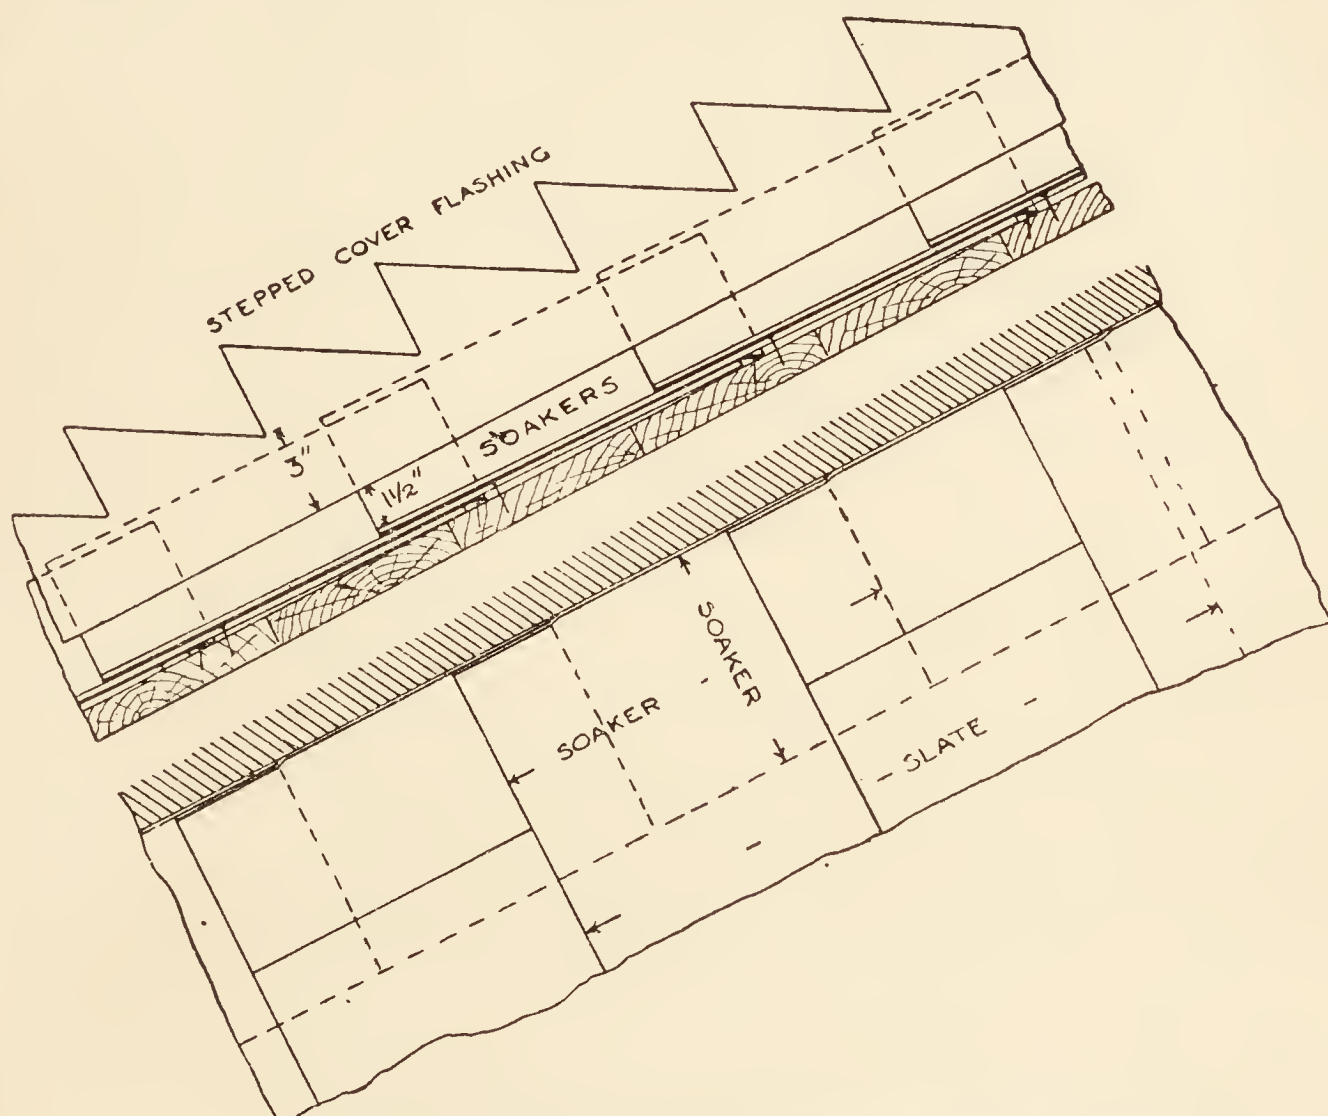 STEPPED COVER FLASHING
3"
1½"
SOAKERS
SOAKER
SOAKER
SLATE